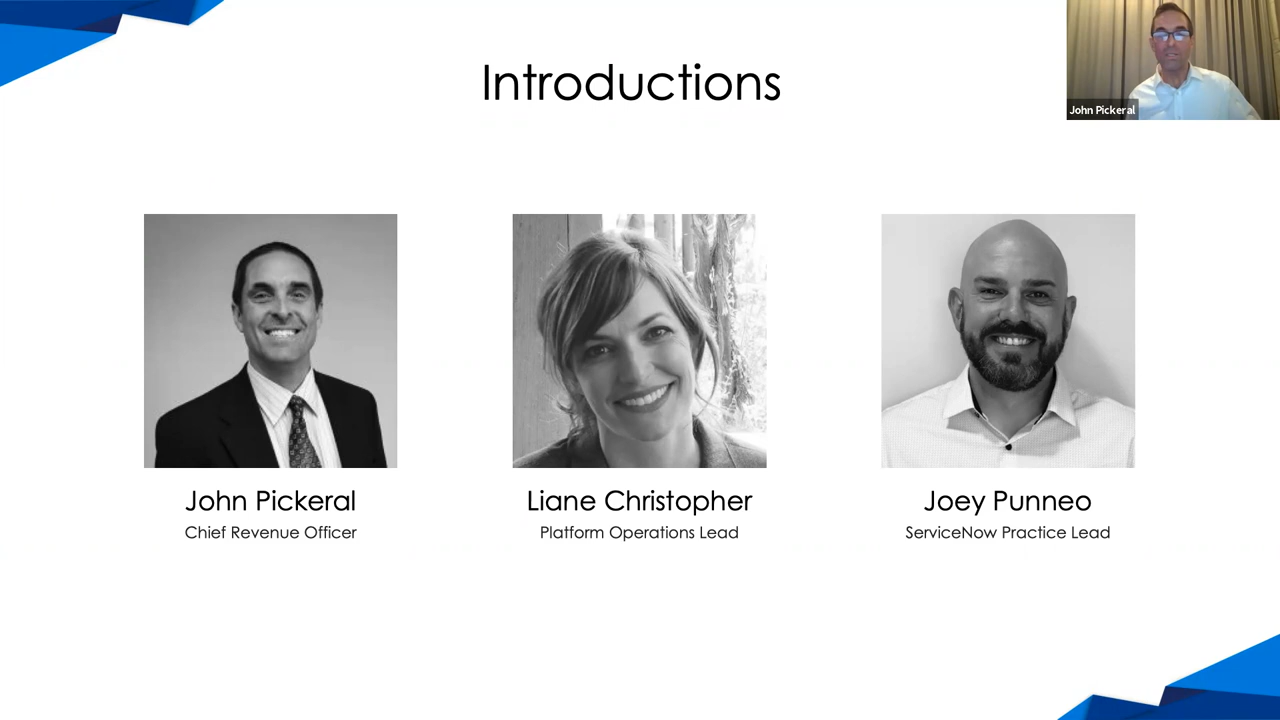 Introductions
John Pickeral
John Pickeral
Chief Revenue Officer
Liane Christopher
Platform Operations Lead
Joey Punneo
ServiceNow Practice Lead